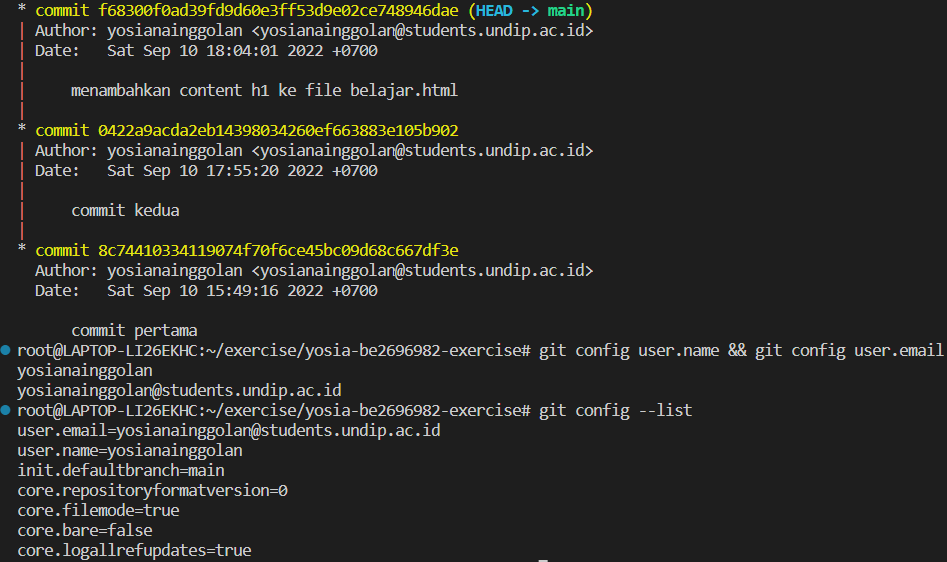 * commit f68300f0ad39fd9d60e3ff53d9e02ce748946dae (HEAD -> main)
| Author: yosianainggolan <yosianainggolan@students.undip.ac.id>
| Date:   Sat Sep 10 18:04:01 2022 +0700
|
|     menambahkan content h1 ke file belajar.html
|
* commit 0422a9acda2eb14398034260ef663883e105b902
| Author: yosianainggolan <yosianainggolan@students.undip.ac.id>
| Date:   Sat Sep 10 17:55:20 2022 +0700
|
|     commit kedua
|
* commit 8c74410334119074f70f6ce45bc09d68c667df3e
  Author: yosianainggolan <yosianainggolan@students.undip.ac.id>
  Date:   Sat Sep 10 15:49:16 2022 +0700

      commit pertama
root@LAPTOP-LI26EKHC:~/exercise/yosia-be2696982-exercise# git config user.name && git config user.email
yosianainggolan
yosianainggolan@students.undip.ac.id
root@LAPTOP-LI26EKHC:~/exercise/yosia-be2696982-exercise# git config --list
user.email=yosianainggolan@students.undip.ac.id
user.name=yosianainggolan
init.defaultbranch=main
core.repositoryformatversion=0
core.filemode=true
core.bare=false
core.logallrefupdates=true